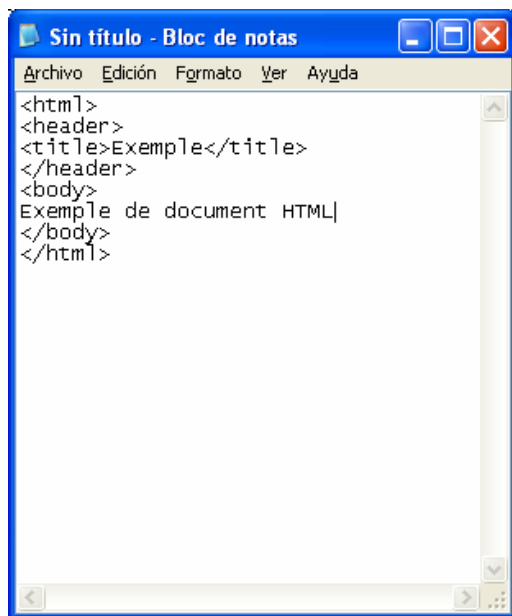 Sin título - Bloc de notas
Archivo Edición Formato Ver Ayuda
<html>
<header>
<title>Exemple</title>
</header>
<body>
Exemple de document HTML
</body>
</html>